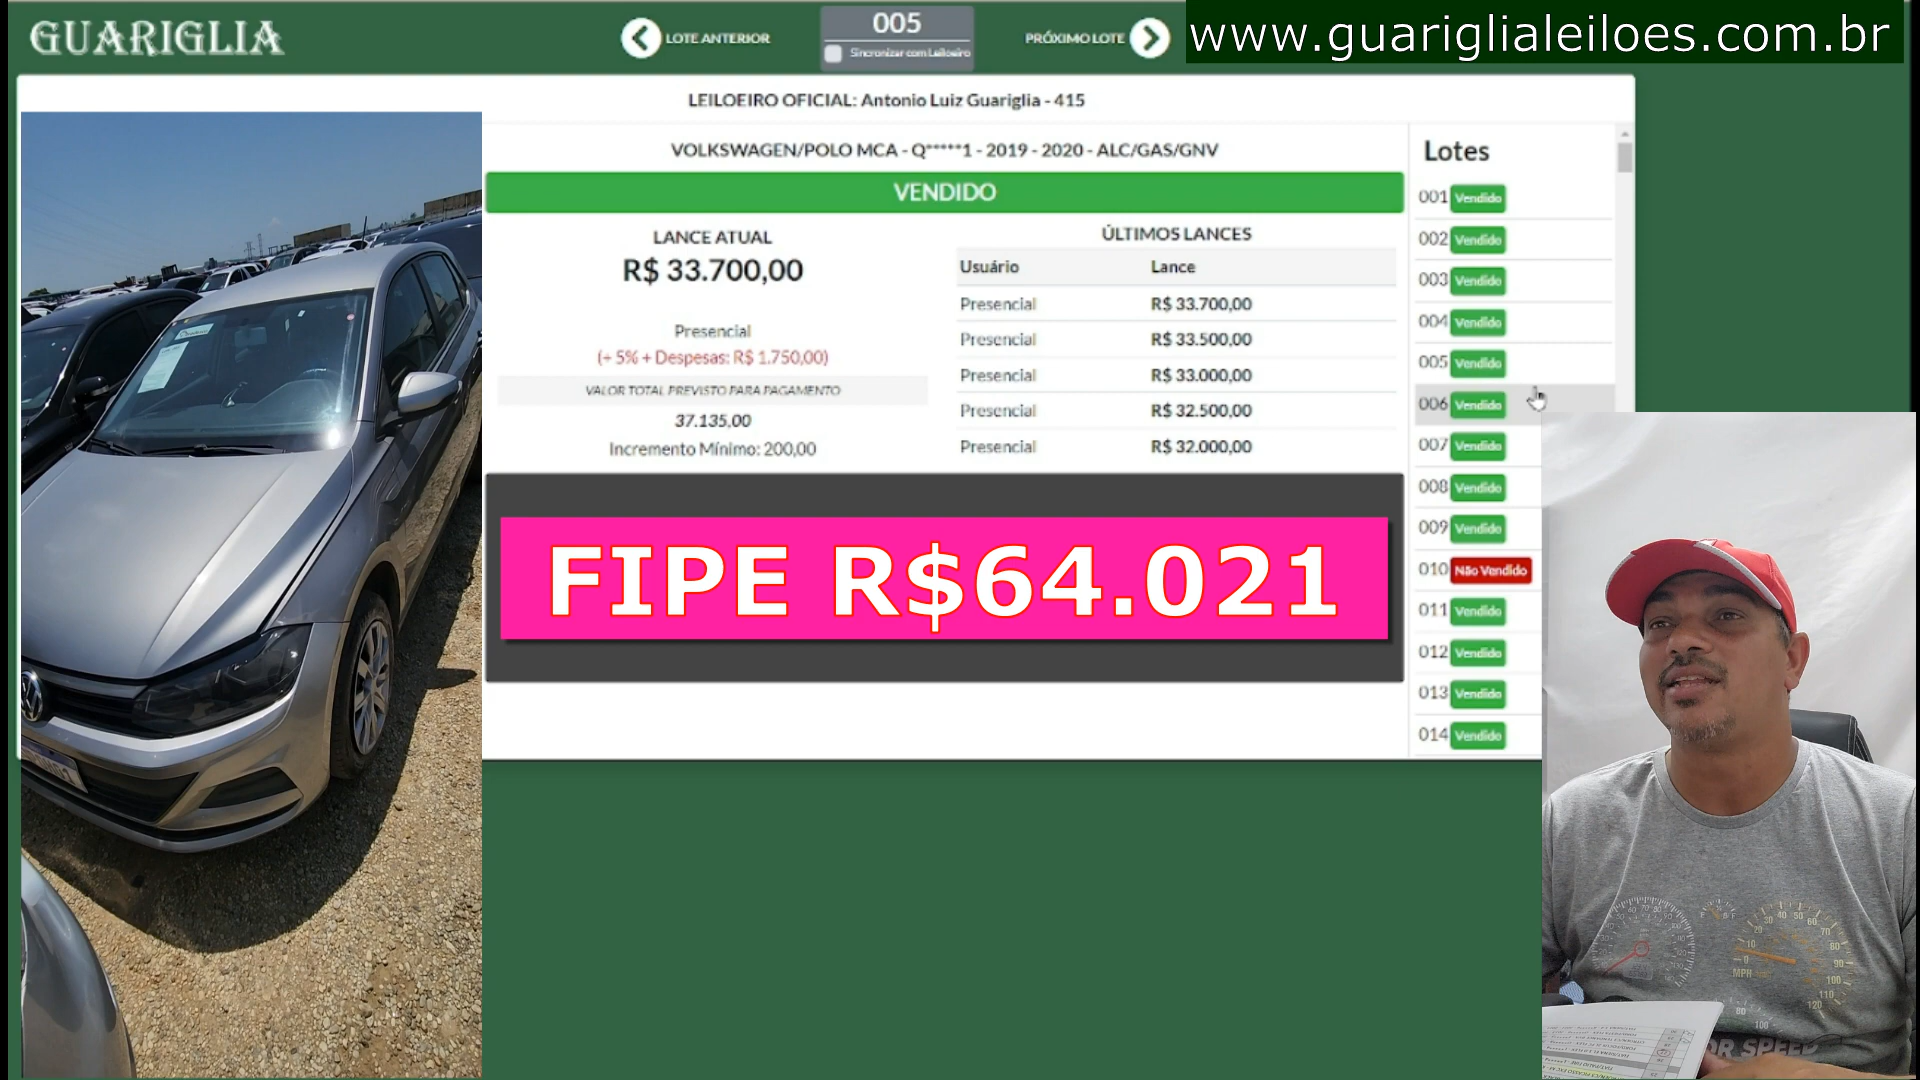 GUARIGLIA
LOTE ANTERIOR
005
Sincronizar com Leiloeiro
PRÓXIMO LOTE
www.guariglialeiloes.com.br
LEILOEIRO OFICIAL: Antonio Luiz Guariglia - 415
VOLKSWAGEN/POLO MCA - Q*****1 - 2019 - 2020 - ALC/GAS/GNV
VENDIDO
LANCE ATUAL
R$ 33.700,00
Presencial
(+ 5% + Despesas: R$ 1.750,00)
VALOR TOTAL PREVISTO PARA PAGAMENTO
37.135,00
Incremento Mínimo: 200,00
ÚLTIMOS LANCES
Usuário Lance
Presencial R$ 33.700,00
Presencial R$ 33.500,00
Presencial R$ 33.000,00
Presencial R$ 32.500,00
Presencial R$ 32.000,00
FIPE R$64.021
Lotes
001 Vendido
002 Vendido
003 Vendido
004 Vendido
005 Vendido
006 Vendido
007 Vendido
008 Vendido
009 Vendido
010 Não Vendido
011 Vendido
012 Vendido
013 Vendido
014 Vendido
MPH
OR SPEED